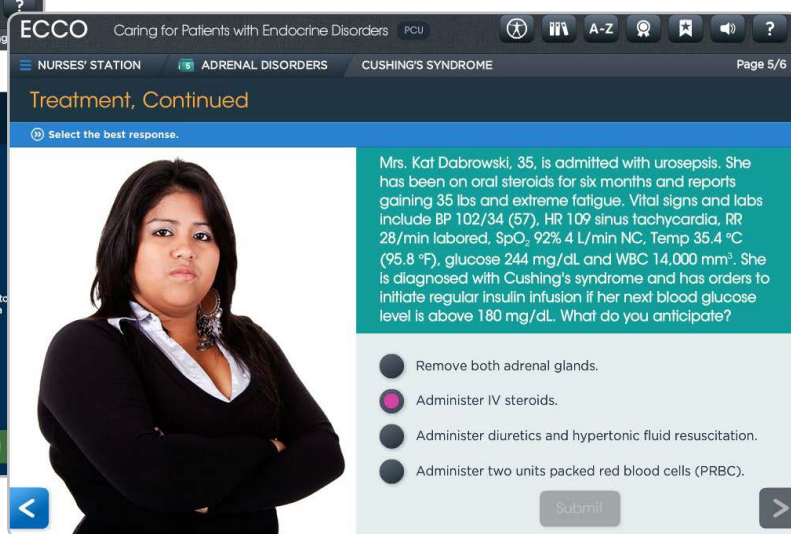 ?
ECCO Caring for Patients with Endocrine Disorders PCU A-Z ?
NURSES' STATION 5 ADRENAL DISORDERS CUSHING'S SYNDROME Page 5/6
Treatment, Continued
Select the best response.
Mrs. Kat Dabrowski, 35, is admitted with urosepsis. She
has been on oral steroids for six months and reports
gaining 35 lbs and extreme fatigue. Vital signs and labs
include BP 102/34 (57), HR 109 sinus tachycardia, RR
28/min labored, SpO₂ 92% 4 L/min NC, Temp 35.4 °C
(95.8 °F), glucose 244 mg/dL and WBC 14,000 mm³. She
is diagnosed with Cushing's syndrome and has orders to
initiate regular insulin infusion if her next blood glucose
level is above 180 mg/dL. What do you anticipate?
Remove both adrenal glands.
Administer IV steroids.
Administer diuretics and hypertonic fluid resuscitation.
Administer two units packed red blood cells (PRBC).
Submit